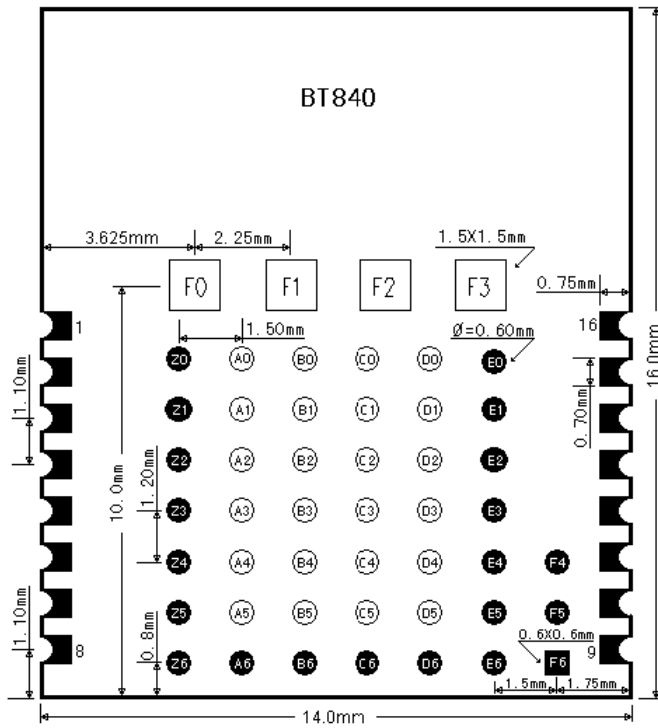 BT840
3.625mm 2.25mm 1.5X1.5mm
F0 F1 F2 F3
0.75mm
1 1.50mm Ø=0.60mm 16
Z0 A0 B0 C0 D0 E0
16.0mm
1.10mm Z1 A1 B1 C1 D1 E1 0.70mm
Z2 A2 B2 C2 D2 E2
10.0mm 1.20mm
Z3 A3 B3 C3 D3 E3
Z4 A4 B4 C4 D4 E4 F4
1.10mm Z5 A5 B5 C5 D5 E5 F5
0.8mm 0.6X0.6mm
8 9
Z6 A6 B6 C6 D6 E6 F6
1.5mm 1.75mm
14.0mm